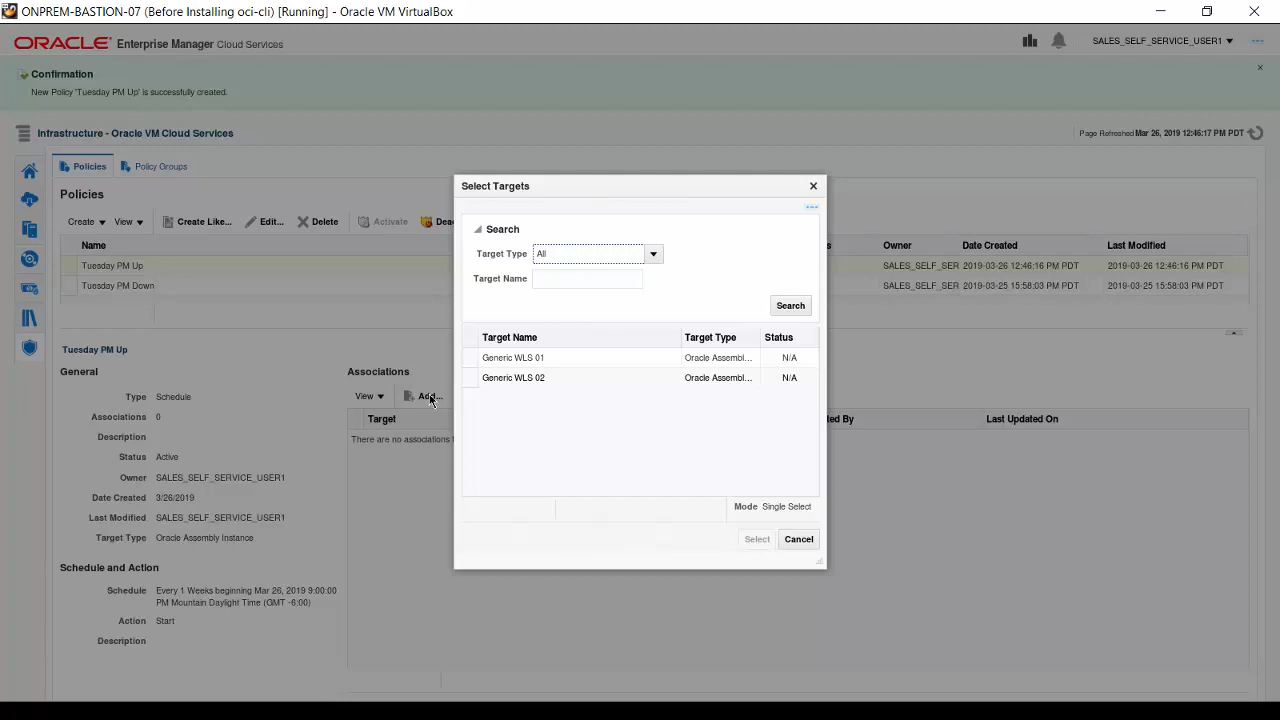 ONPREM-BASTION-07 (Before Installing oci-cli) [Running] - Oracle VM VirtualBox
ORACLE Enterprise Manager Cloud Services
SALES_SELF_SERVICE_USER1
Confirmation
New Policy 'Tuesday PM Up' is successfully created.
Infrastructure - Oracle VM Cloud Services
Page Refreshed Mar 26, 2019 12:46:17 PM PDT
Policies Policy Groups
Policies
Create View Create Like... Edit... Delete Activate
Name Owner Date Created Last Modified
Tuesday PM Up SALES_SELF_SER 2019-03-26 12:46:16 PM PDT 2019-03-26 12:46:16 PM PDT
Tuesday PM Down SALES_SELF_SER 2019-03-25 15:58:03 PM PDT 2019-03-25 15:58:03 PM PDT
Tuesday PM Up
General
Type Schedule
Associations 0
Description
Status Active
Owner SALES_SELF_SERVICE_USER1
Date Created 3/26/2019
Last Modified SALES_SELF_SERVICE_USER1
Target Type Oracle Assembly Instance
Schedule and Action
Schedule Every 1 Weeks beginning Mar 26, 2019 9:00:00
PM Mountain Daylight Time (GMT -6:00)
Action Start
Description
Associations
View Add...
Target ed By Last Updated On
There are no associations
Select Targets
Search
Target Type All
Target Name
Search
Target Name Target Type Status
Generic WLS 01 Oracle Assembl... N/A
Generic WLS 02 Oracle Assembl... N/A
Mode Single Select
Select Cancel